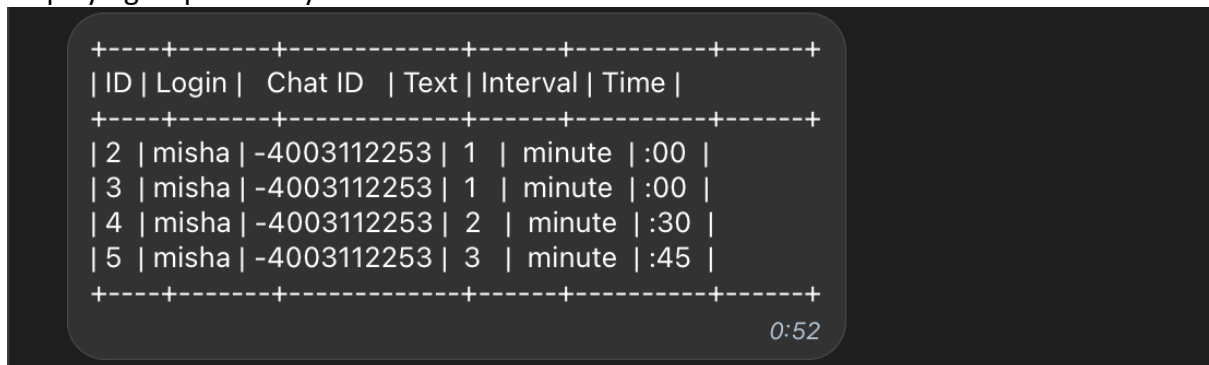 +----+-------+-------------+------+----------+------+
| ID | Login |   Chat ID   | Text | Interval | Time |
+----+-------+-------------+------+----------+------+
| 2  | misha | -4003112253 |  1   |  minute  | :00  |
| 3  | misha | -4003112253 |  1   |  minute  | :00  |
| 4  | misha | -4003112253 |  2   |  minute  | :30  |
| 5  | misha | -4003112253 |  3   |  minute  | :45  |
+----+-------+-------------+------+----------+------+
0:52